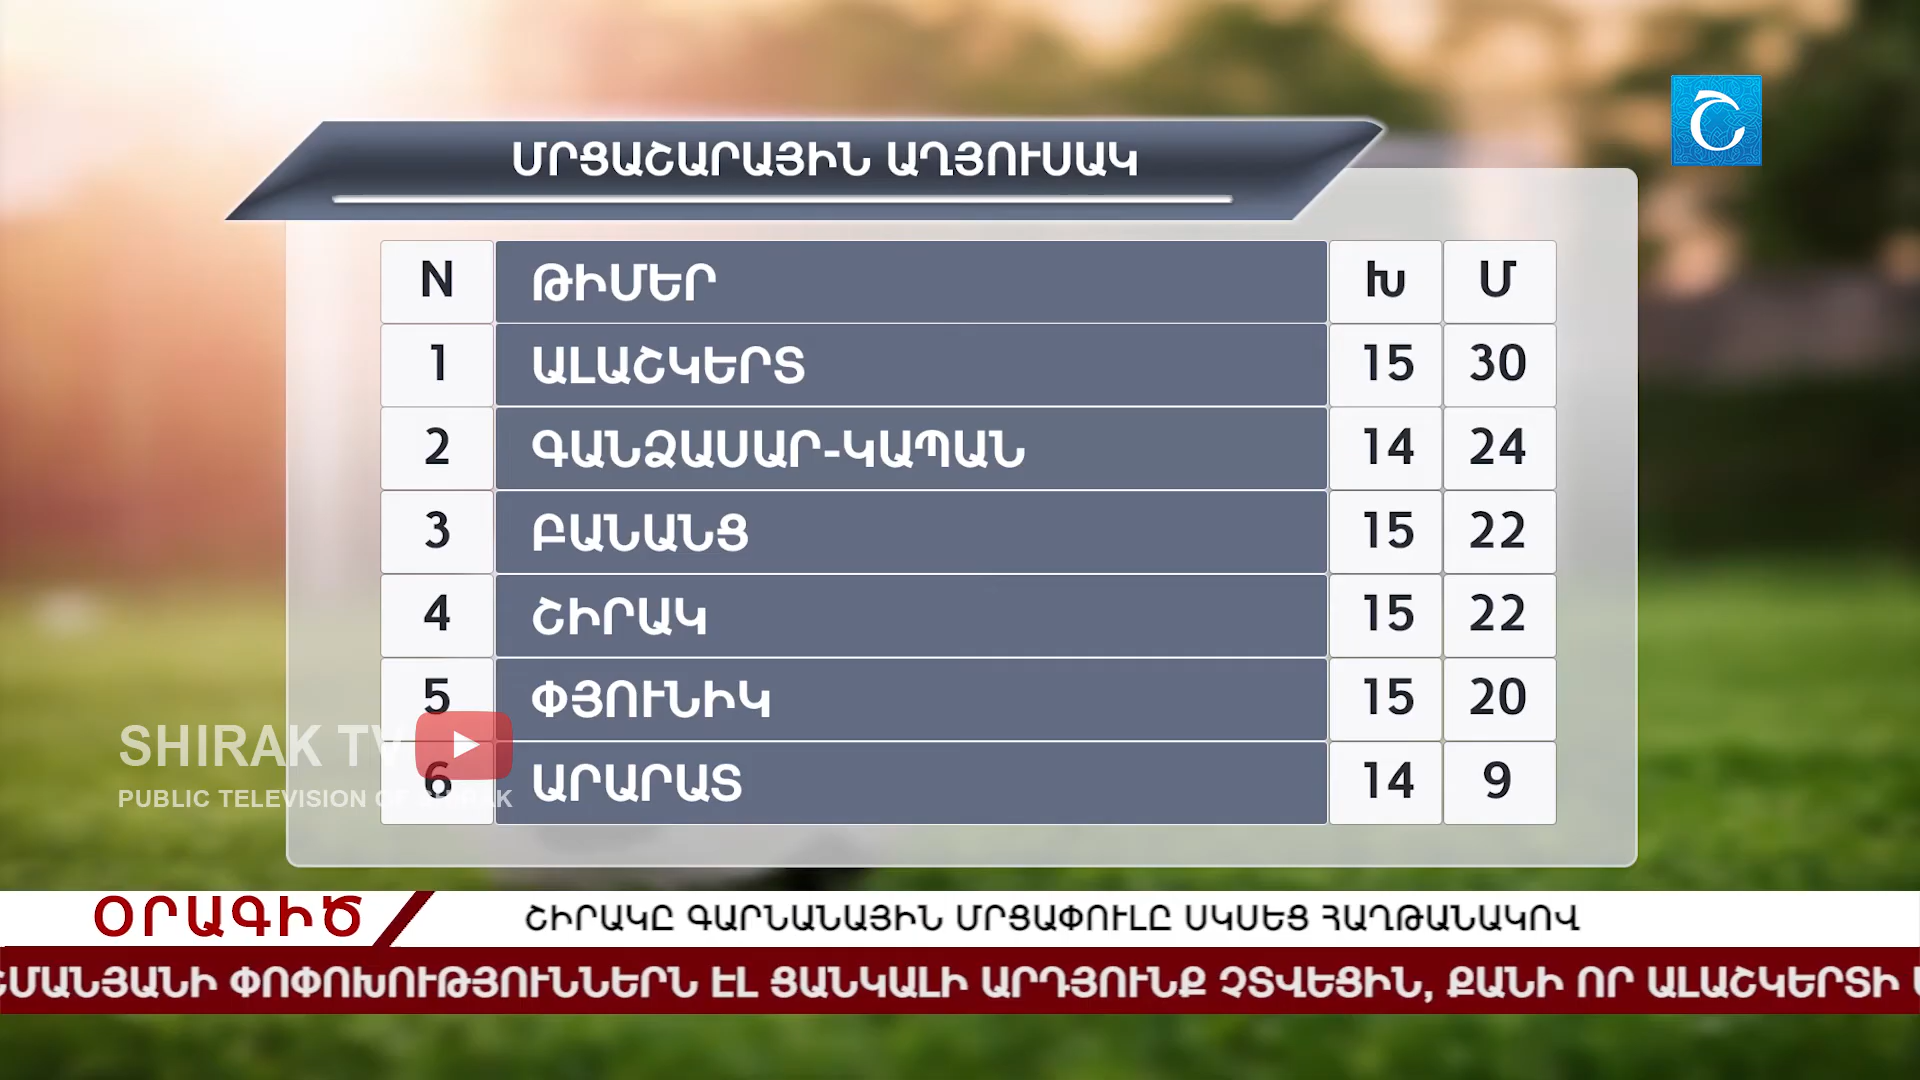 ՄՐՑԱՇԱՐԱՅԻՆ ԱՂՅՈՒՍԱԿ
N ԹԻՄԵՐ Խ Մ
1 ԱԼԱՇԿԵՐՏ 15 30
2 ԳԱՆՁԱՍԱՐ-ԿԱՊԱՆ 14 24
3 ԲԱՆԱՆՑ 15 22
4 ՇԻՐԱԿ 15 22
5 ՓՅՈՒՆԻԿ 15 20
SHIRAK TV
6 ԱՐԱՐԱՏ 14 9
PUBLIC TELEVISION OF SHIRAK
ՕՐԱԳԻԾ ՇԻՐԱԿԸ ԳԱՐՆԱՆԱՅԻՆ ՄՐՑԱՓՈՒԼԸ ՍԿՍԵՑ ՀԱՂԹԱՆԱԿՈՎ
ՓՈՓՈԽՈՒԹՅՈՒՆՆԵՐՆ ԷԼ ՑԱՆԿԱԼԻ ԱՐԴՅՈՒՆՔ ՉՏՎԵՑԻՆ, ՔԱՆԻ ՈՐ ԱԼԱՇԿԵՐՏԻ